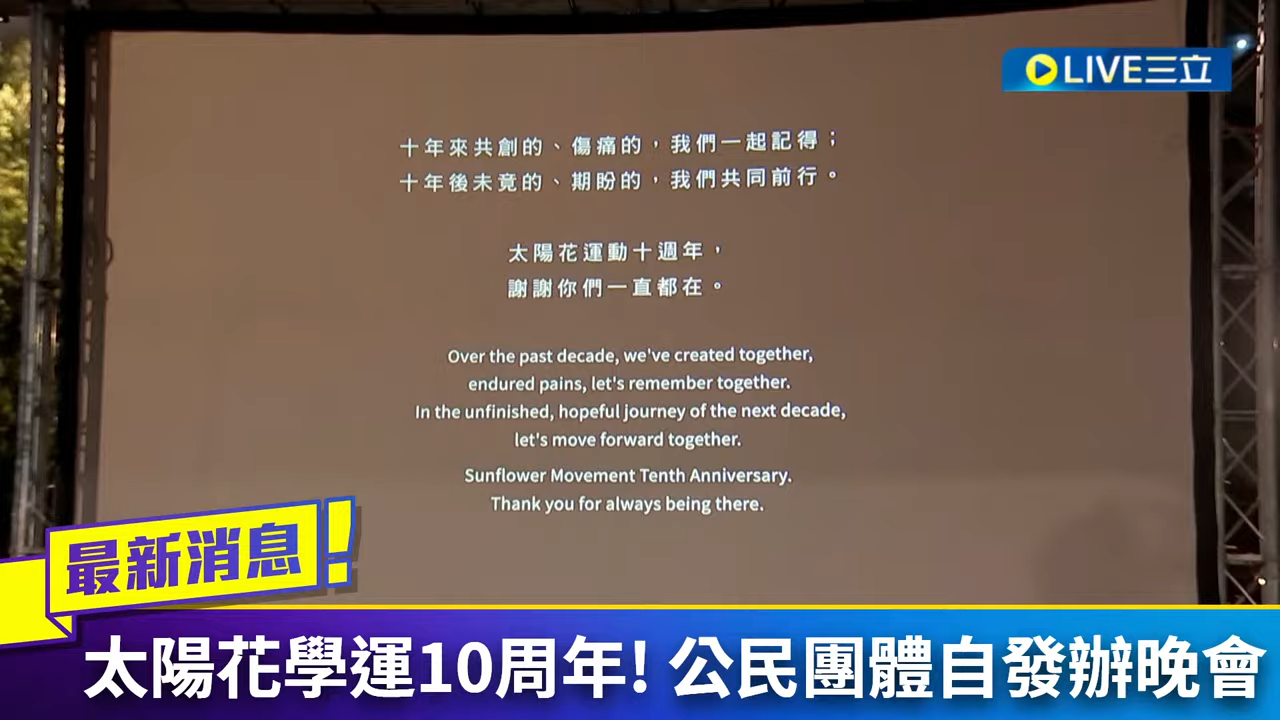 LIVE三立
十年來共創的、傷痛的，我們一起記得；
十年後未竟的、期盼的，我們共同前行。
太陽花運動十週年，
謝謝你們一直都在。
Over the past decade, we've created together,
endured pains, let's remember together.
In the unfinished, hopeful journey of the next decade,
let's move forward together.
Sunflower Movement Tenth Anniversary.
Thank you for always being there.
最新消息!
太陽花學運10周年! 公民團體自發辦晚會